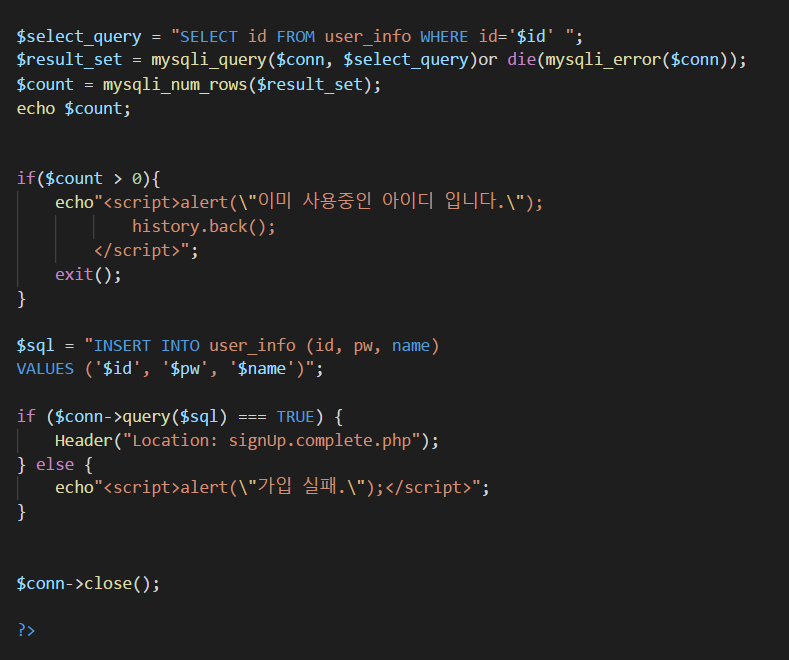 $select_query = "SELECT id FROM user_info WHERE id='$id' ";
$result_set = mysqli_query($conn, $select_query)or die(mysqli_error($conn));
$count = mysqli_num_rows($result_set);
echo $count;
if($count > 0){
echo"<script>alert(\"이미 사용중인 아이디 입니다.\");
history.back();
</script>";
exit();
}
$sql = "INSERT INTO user_info (id, pw, name)
VALUES ('$id', '$pw', '$name')";
if ($conn->query($sql) === TRUE) {
Header("Location: signUp.complete.php");
} else {
echo"<script>alert(\"가입 실패.\");</script>";
}
$conn->close();
?>